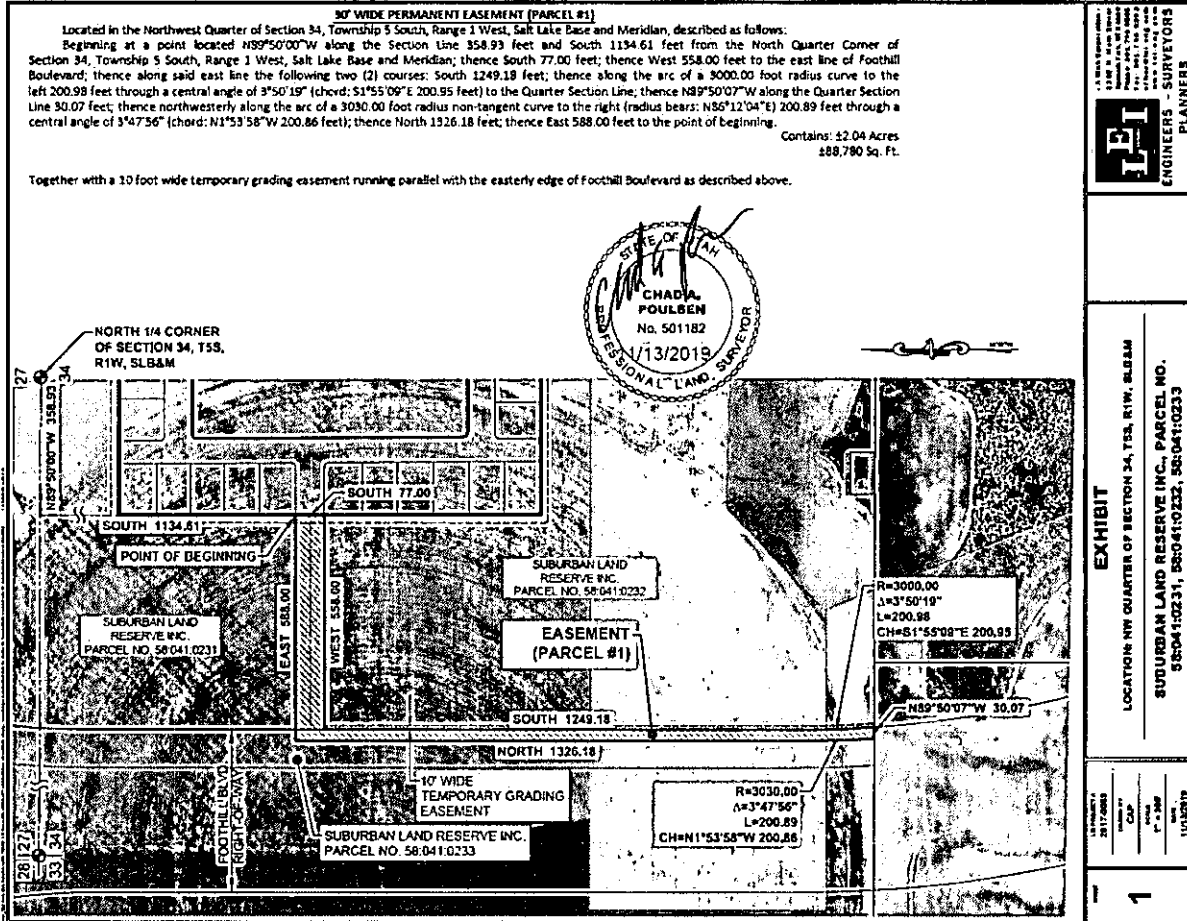 30' WIDE PERMANENT EASEMENT (PARCEL #1)
Located in the Northwest Quarter of Section 34, Township 5 South, Range 1 West, Salt Lake Base and Meridian, described as follows:
Beginning at a point located N89°50'00"W along the Section Line 358.93 feet and South 1134.61 feet from the North Quarter Corner of
Section 34, Township 5 South, Range 1 West, Salt Lake Base and Meridian; thence South 77.00 feet; thence West 558.00 feet to the east line of Foothill
Boulevard; thence along said east line the following two (2) courses: South 1249.18 feet; thence along the arc of a 3000.00 foot radius curve to the
left 200.98 feet through a central angle of 3°50'19" (chord: S1°55'09"E 200.95 feet) to the Quarter Section Line; thence N89°50'07"W along the Quarter Section
Line 30.07 feet; thence northwesterly along the arc of a 3030.00 foot radius non-tangent curve to the right (radius bears: N86°12'04"E) 200.89 feet through a
central angle of 3°47'56" (chord: N1°53'58"W 200.86 feet); thence North 1326.18 feet; thence East 588.00 feet to the point of beginning.
Contains: ±2.04 Acres
±88,780 Sq. Ft.
Together with a 10 foot wide temporary grading easement running parallel with the easterly edge of Foothill Boulevard as described above.
STATE OF UTAH
CHAD A.
POULSEN
No. 501182
1/13/2019
PROFESSIONAL LAND SURVEYOR
NORTH 1/4 CORNER
OF SECTION 34, T5S,
R1W, SLB&M
27
34
N89°50'00"W 358.93
SOUTH 77.00
SOUTH 1134.61
POINT OF BEGINNING
SUBURBAN LAND
RESERVE INC.
PARCEL NO. 58:041:0231
EAST 588.00
WEST 558.00
SUBURBAN LAND
RESERVE INC.
PARCEL NO. 58:041:0232
EASEMENT
(PARCEL #1)
R=3000.00
Δ=3°50'19"
L=200.98
CH=S1°55'09"E 200.95
N89°50'07"W 30.07
SOUTH 1249.18
NORTH 1326.18
10' WIDE
TEMPORARY GRADING
EASEMENT
R=3030.00
Δ=3°47'56"
L=200.89
CH=N1°53'58"W 200.86
SUBURBAN LAND RESERVE INC.
PARCEL NO. 58:041:0233
FOOTHILL BLVD
RIGHT-OF-WAY
28 27
33 34
LEI
ENGINEERS - SURVEYORS
PLANNERS
EXHIBIT
LOCATION: NW QUARTER OF SECTION 34, T5S, R1W, SLB&M
SUBURBAN LAND RESERVE INC., PARCEL NO.
58:041:0231, 58:041:0232, 58:041:0233
CAP
1